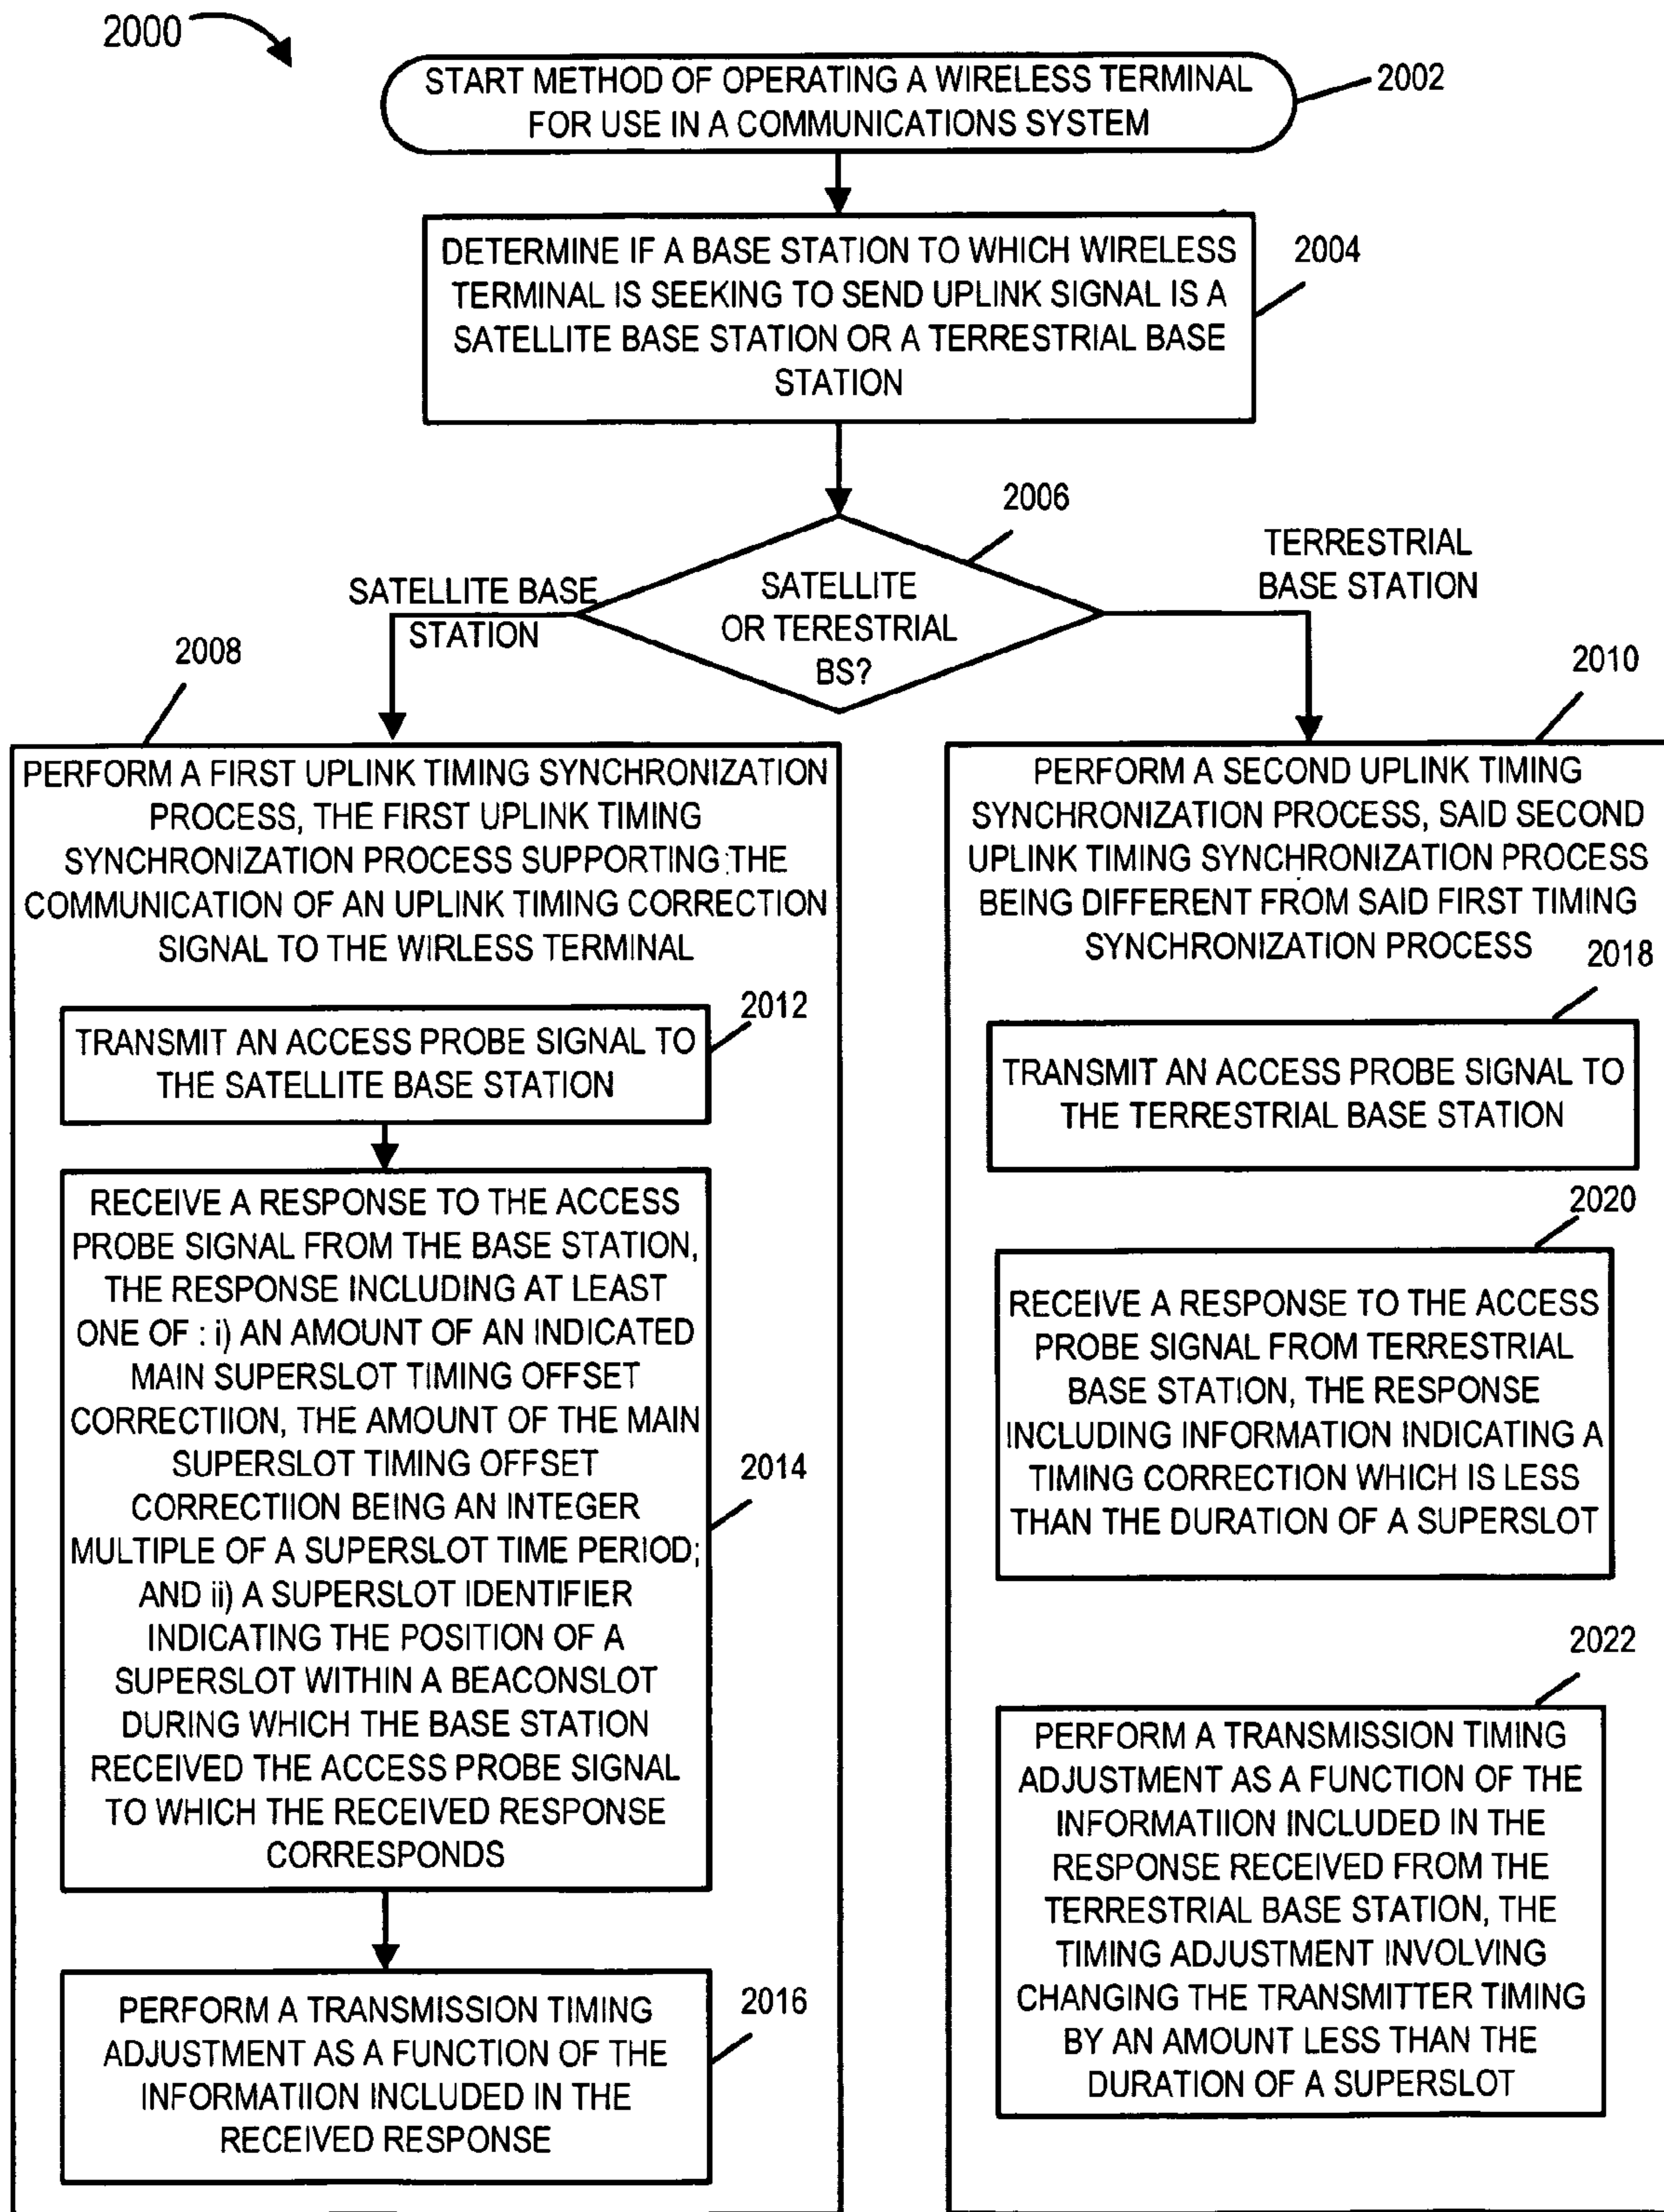 2000
START METHOD OF OPERATING A WIRELESS TERMINAL
FOR USE IN A COMMUNICATIONS SYSTEM
2002
DETERMINE IF A BASE STATION TO WHICH WIRELESS
TERMINAL IS SEEKING TO SEND UPLINK SIGNAL IS A
SATELLITE BASE STATION OR A TERRESTRIAL BASE
STATION
2004
2006
SATELLITE
OR TERESTRIAL
BS?
SATELLITE BASE
STATION
TERRESTRIAL
BASE STATION
2008
PERFORM A FIRST UPLINK TIMING SYNCHRONIZATION
PROCESS, THE FIRST UPLINK TIMING
SYNCHRONIZATION PROCESS SUPPORTING THE
COMMUNICATION OF AN UPLINK TIMING CORRECTION
SIGNAL TO THE WIRLESS TERMINAL
2012
TRANSMIT AN ACCESS PROBE SIGNAL TO
THE SATELLITE BASE STATION
RECEIVE A RESPONSE TO THE ACCESS
PROBE SIGNAL FROM THE BASE STATION,
THE RESPONSE INCLUDING AT LEAST
ONE OF : i) AN AMOUNT OF AN INDICATED
MAIN SUPERSLOT TIMING OFFSET
CORRECTIION, THE AMOUNT OF THE MAIN
SUPERSLOT TIMING OFFSET
CORRECTIION BEING AN INTEGER
MULTIPLE OF A SUPERSLOT TIME PERIOD;
AND ii) A SUPERSLOT IDENTIFIER
INDICATING THE POSITION OF A
SUPERSLOT WITHIN A BEACONSLOT
DURING WHICH THE BASE STATION
RECEIVED THE ACCESS PROBE SIGNAL
TO WHICH THE RECEIVED RESPONSE
CORRESPONDS
2014
PERFORM A TRANSMISSION TIMING
ADJUSTMENT AS A FUNCTION OF THE
INFORMATIION INCLUDED IN THE
RECEIVED RESPONSE
2016
2010
PERFORM A SECOND UPLINK TIMING
SYNCHRONIZATION PROCESS, SAID SECOND
UPLINK TIMING SYNCHRONIZATION PROCESS
BEING DIFFERENT FROM SAID FIRST TIMING
SYNCHRONIZATION PROCESS
2018
TRANSMIT AN ACCESS PROBE SIGNAL TO
THE TERRESTRIAL BASE STATION
2020
RECEIVE A RESPONSE TO THE ACCESS
PROBE SIGNAL FROM TERRESTRIAL
BASE STATION, THE RESPONSE
INCLUDING INFORMATION INDICATING A
TIMING CORRECTION WHICH IS LESS
THAN THE DURATION OF A SUPERSLOT
2022
PERFORM A TRANSMISSION TIMING
ADJUSTMENT AS A FUNCTION OF THE
INFORMATIION INCLUDED IN THE
RESPONSE RECEIVED FROM THE
TERRESTRIAL BASE STATION, THE
TIMING ADJUSTMENT INVOLVING
CHANGING THE TRANSMITTER TIMING
BY AN AMOUNT LESS THAN THE
DURATION OF A SUPERSLOT